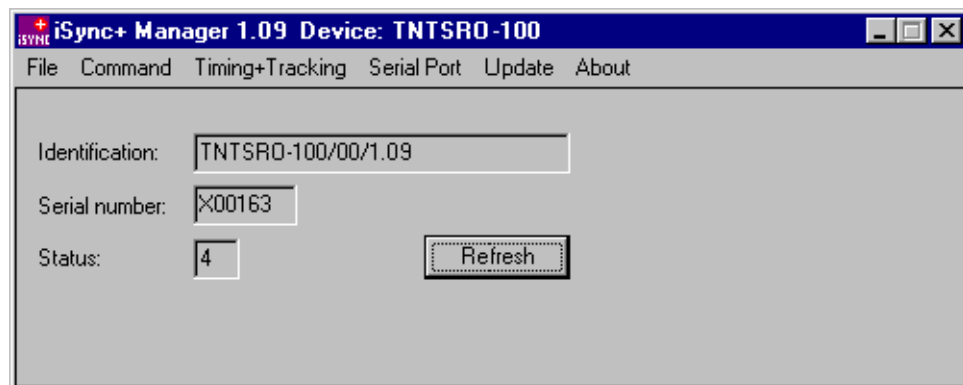 iSYNC iSync+ Manager 1.09 Device: TNTSRO-100
File Command Timing+Tracking Serial Port Update About
Identification: TNTSRO-100/00/1.09
Serial number: X00163
Status: 4 Refresh